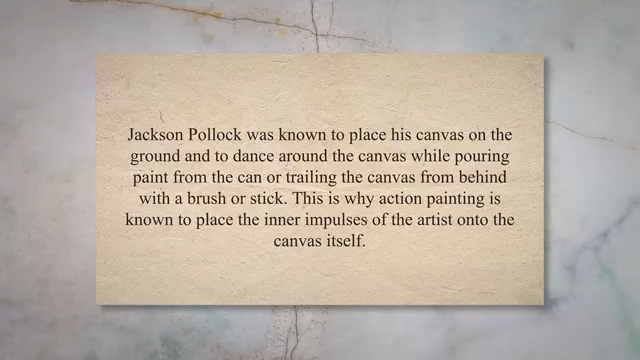 Jackson Pollock was known to place his canvas on the
ground and to dance around the canvas while pouring
paint from the can or trailing the canvas from behind
with a brush or stick. This is why action painting is
known to place the inner impulses of the artist onto the
canvas itself.